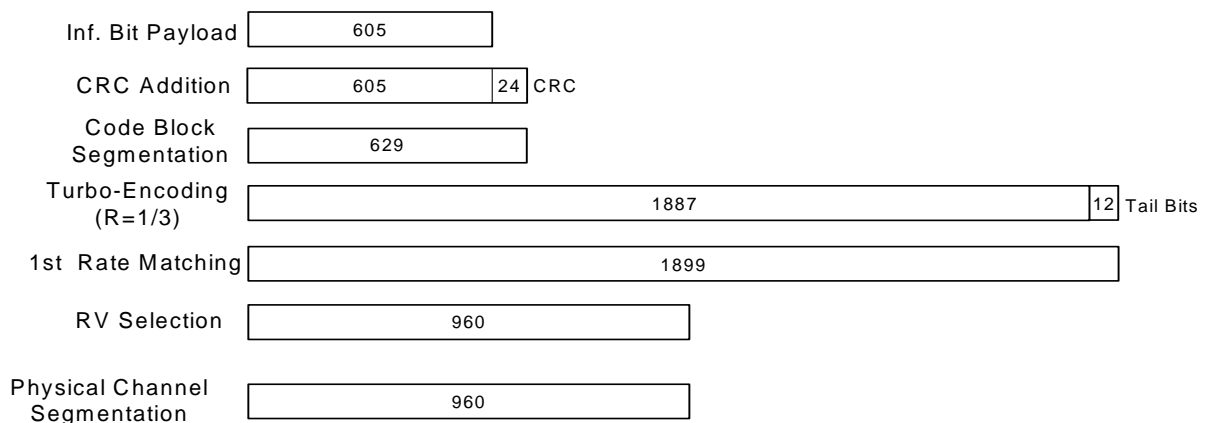 Inf. Bit Payload 605
CRC Addition 605 24 CRC
Code Block
Segmentation 629
Turbo-Encoding
(R=1/3) 1887 12 Tail Bits
1st Rate Matching 1899
RV Selection 960
Physical Channel
Segmentation 960